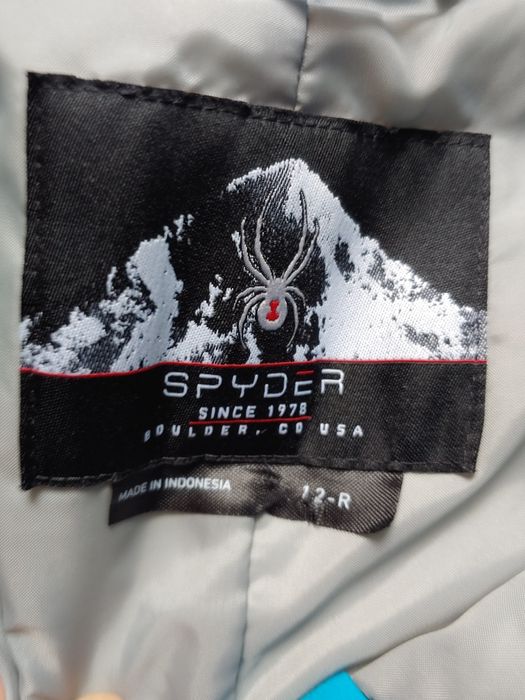 SPYDER
SINCE 1978
BOULDER, CO USA
MADE IN INDONESIA
12-R